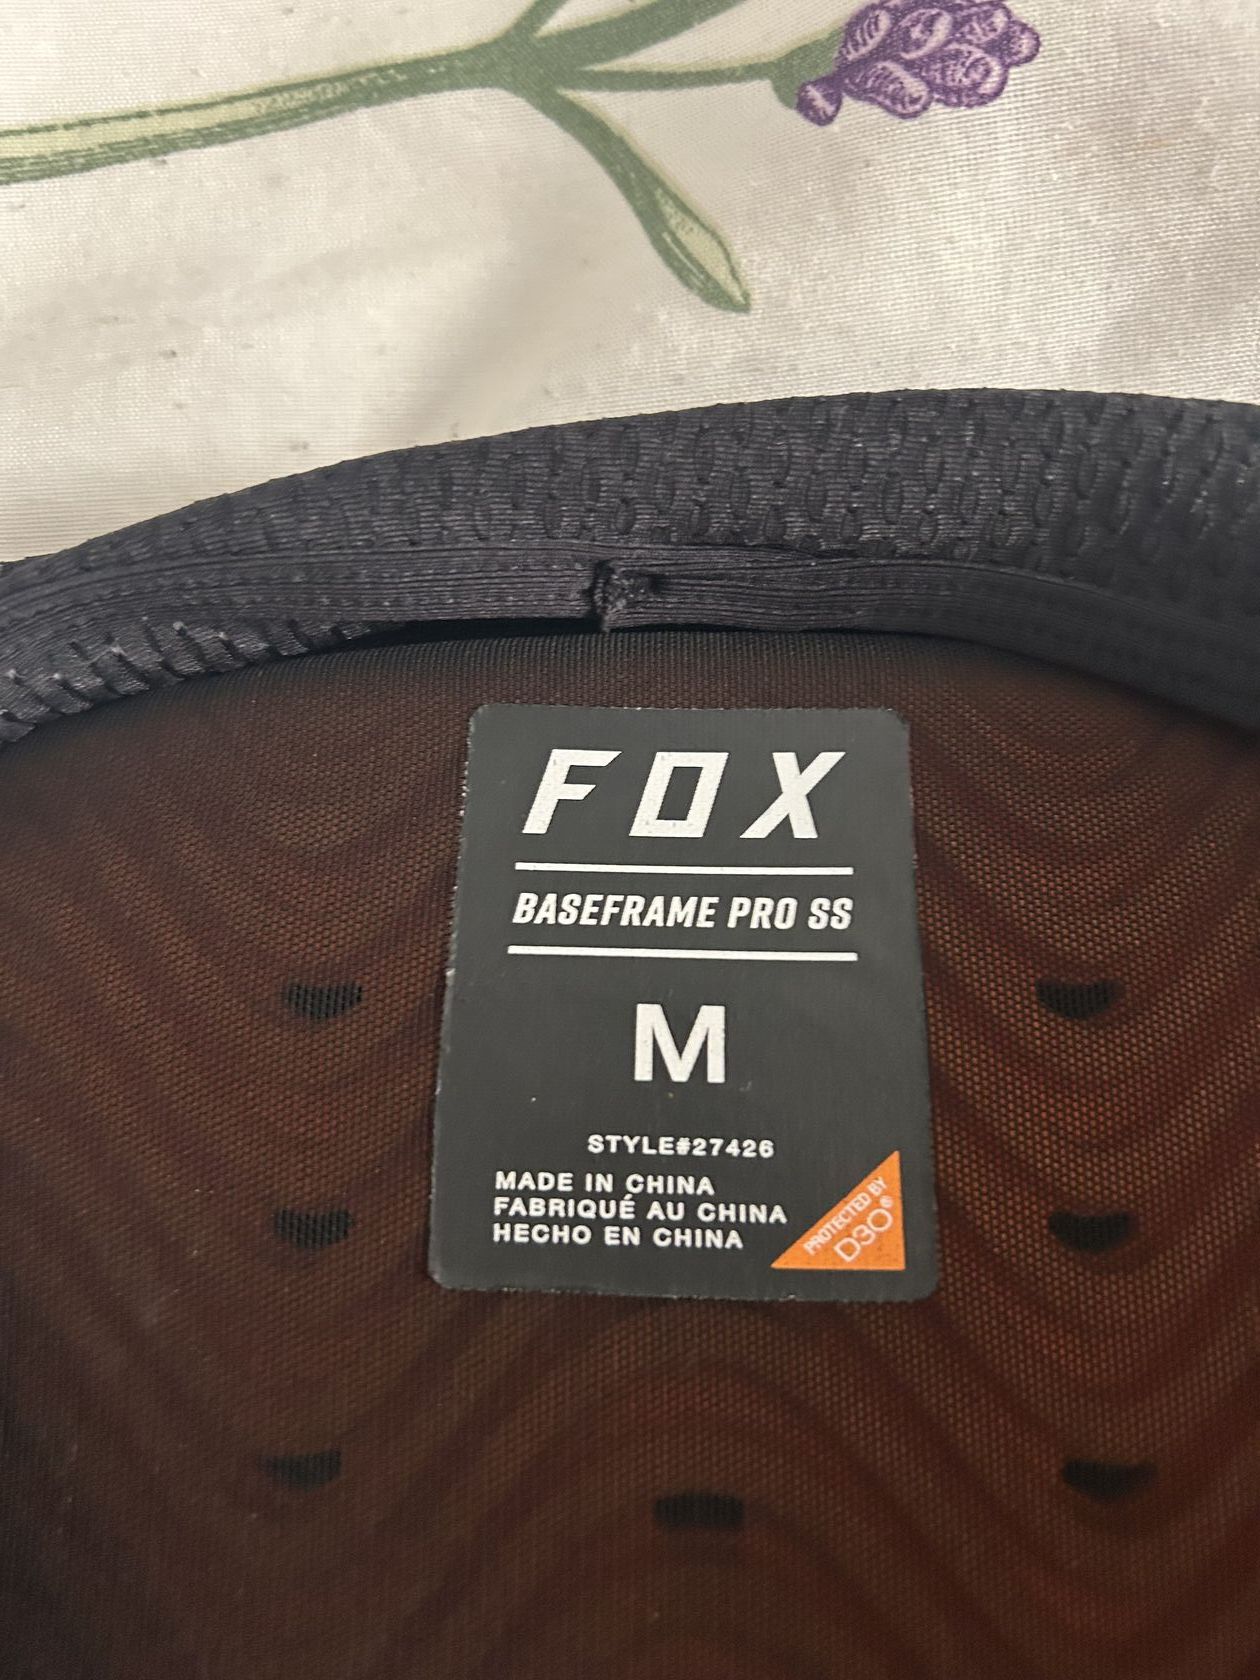 FOX
BASEFRAME PRO SS
M
STYLE#27426
MADE IN CHINA
FABRIQUÉ AU CHINA
HECHO EN CHINA
PROTECTED BY
D3O®